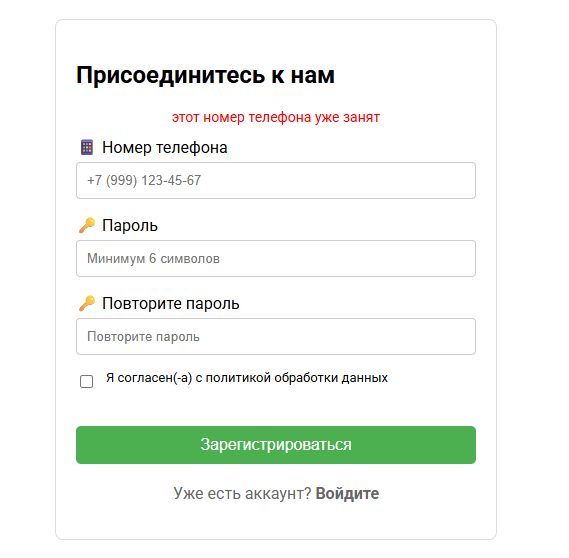 Присоединитесь к нам
этот номер телефона уже занят
Номер телефона
+7 (999) 123-45-67
Пароль
Минимум 6 символов
Повторите пароль
Повторите пароль
Я согласен(-а) с политикой обработки данных
Зарегистрироваться
Уже есть аккаунт? Войдите